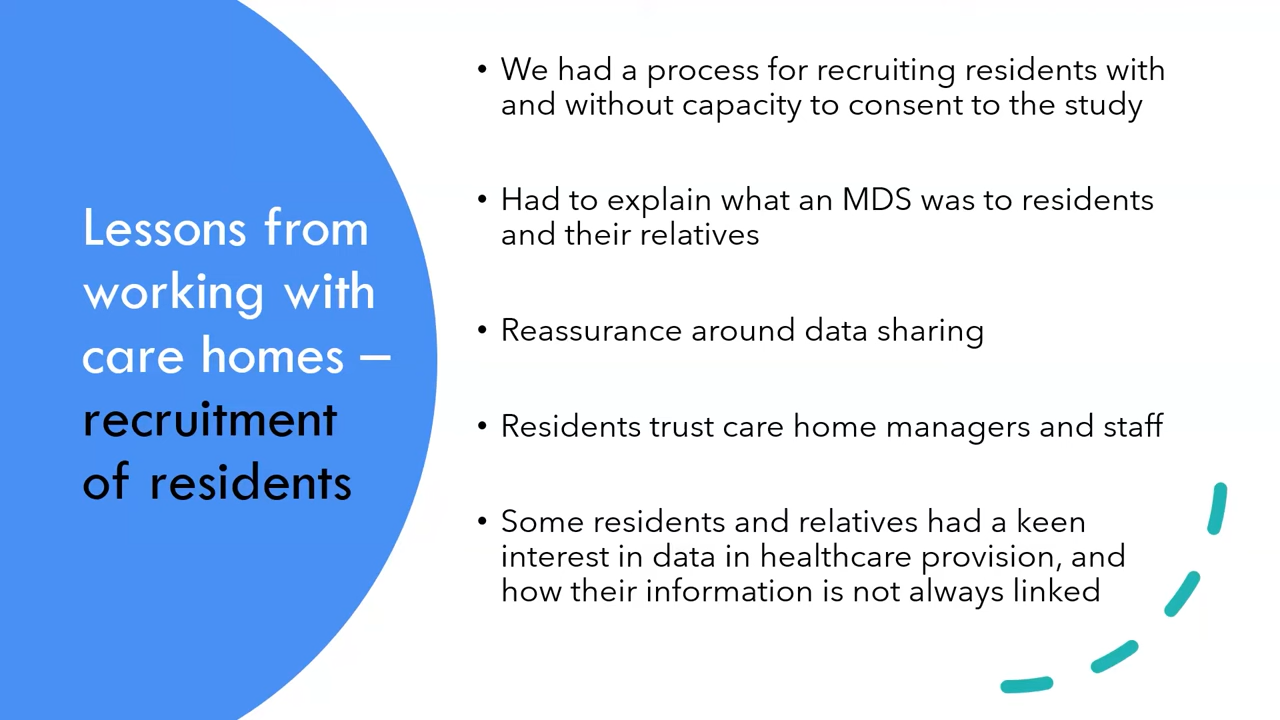 Lessons from
working with
care homes –
recruitment
of residents
• We had a process for recruiting residents with
and without capacity to consent to the study
• Had to explain what an MDS was to residents
and their relatives
• Reassurance around data sharing
• Residents trust care home managers and staff
• Some residents and relatives had a keen
interest in data in healthcare provision, and
how their information is not always linked